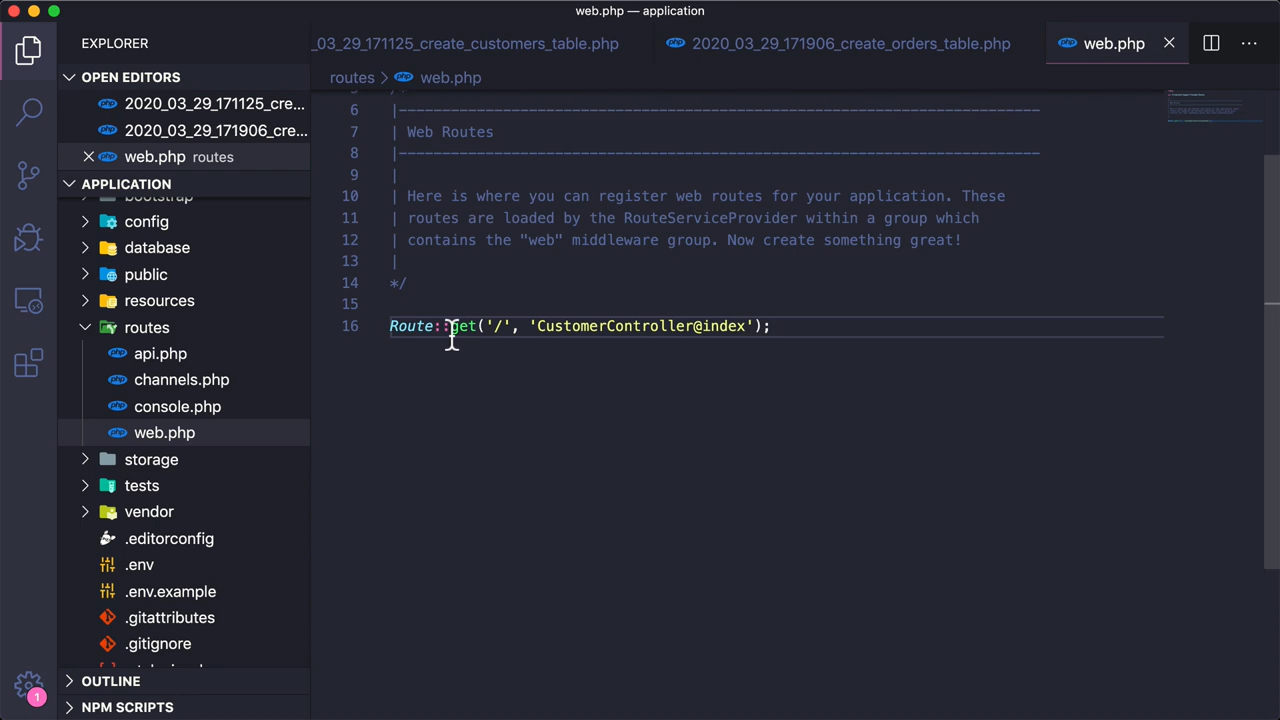 web.php — application
EXPLORER
_03_29_171125_create_customers_table.php
2020_03_29_171906_create_orders_table.php
web.php
OPEN EDITORS
2020_03_29_171125_cre...
2020_03_29_171906_cre...
web.php routes
APPLICATION
bootstrap
config
database
public
resources
routes
api.php
channels.php
console.php
web.php
storage
tests
vendor
.editorconfig
.env
.env.example
.gitattributes
.gitignore
OUTLINE
NPM SCRIPTS
1
routes > web.php
6 |--------------------------------------------------------------------------
7 | Web Routes
8 |--------------------------------------------------------------------------
9 |
10 | Here is where you can register web routes for your application. These
11 | routes are loaded by the RouteServiceProvider within a group which
12 | contains the "web" middleware group. Now create something great!
13 |
14 */
15
16 Route::get('/', 'CustomerController@index');